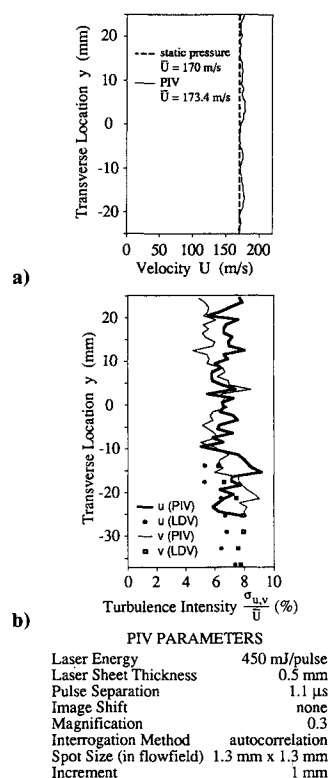 20
10
0
-10
-20
Transverse Location y (mm)
static pressure
U̅ = 170 m/s
PIV
U̅ = 173.4 m/s
0 50 100 150 200
Velocity U (m/s)
a)
20
10
0
-10
-20
-30
Transverse Location y (mm)
u (PIV)
u (LDV)
v (PIV)
v (LDV)
0 2 4 6 8 10
Turbulence Intensity σu,v/U̅ (%)
b)
PIV PARAMETERS
Laser Energy 450 mJ/pulse
Laser Sheet Thickness 0.5 mm
Pulse Separation 1.1 μs
Image Shift none
Magnification 0.3
Interrogation Method autocorrelation
Spot Size (in flowfield) 1.3 mm x 1.3 mm
Increment 1 mm